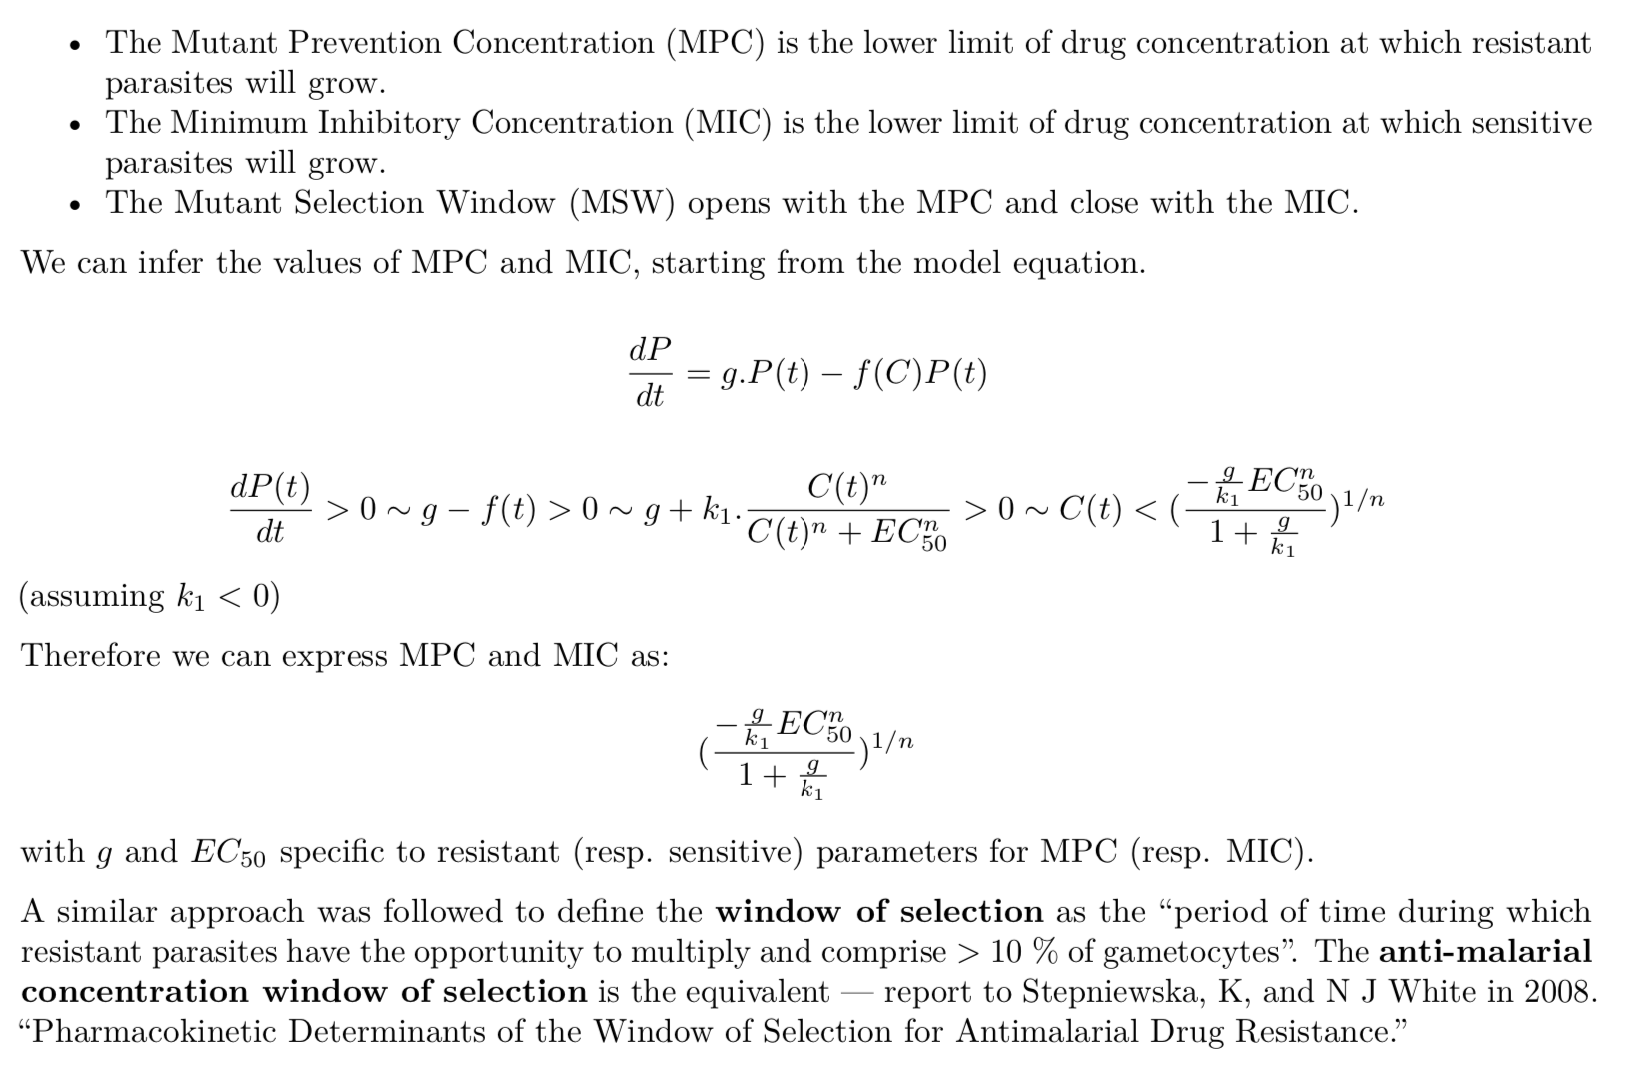 • The Mutant Prevention Concentration (MPC) is the lower limit of drug concentration at which resistant
parasites will grow.
• The Minimum Inhibitory Concentration (MIC) is the lower limit of drug concentration at which sensitive
parasites will grow.
• The Mutant Selection Window (MSW) opens with the MPC and close with the MIC.
We can infer the values of MPC and MIC, starting from the model equation.
\frac{dP}{dt} = g.P(t) − f(C)P(t)
\frac{dP(t)}{dt} > 0 ∼ g − f(t) > 0 ∼ g + k_1.\frac{C(t)^n}{C(t)^n + EC_{50}^n} > 0 ∼ C(t) < (\frac{-\frac{g}{k_1}EC_{50}^n}{1 + \frac{g}{k_1}})^{1/n}
(assuming k_1 < 0)
Therefore we can express MPC and MIC as:
(\frac{-\frac{g}{k_1}EC_{50}^n}{1 + \frac{g}{k_1}})^{1/n}
with g and EC_{50} specific to resistant (resp. sensitive) parameters for MPC (resp. MIC).
A similar approach was followed to define the window of selection as the “period of time during which
resistant parasites have the opportunity to multiply and comprise > 10 % of gametocytes”. The anti-malarial
concentration window of selection is the equivalent — report to Stepniewska, K, and N J White in 2008.
“Pharmacokinetic Determinants of the Window of Selection for Antimalarial Drug Resistance.”